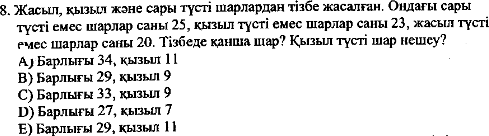 8. Жасыл, қызыл және сары түсті шарлардан тізбе жасалған. Ондағы сары
түсті емес шарлар саны 25, қызыл түсті емес шарлар саны 23, жасыл түсті
емес шарлар саны 20. Тізбеде қанша шар? Қызыл түсті шар нешеу?
A) Барлығы 34, қызыл 11
B) Барлығы 29, қызыл 9
C) Барлығы 33, қызыл 9
D) Барлығы 27, қызыл 7
E) Барлығы 29, қызыл 11